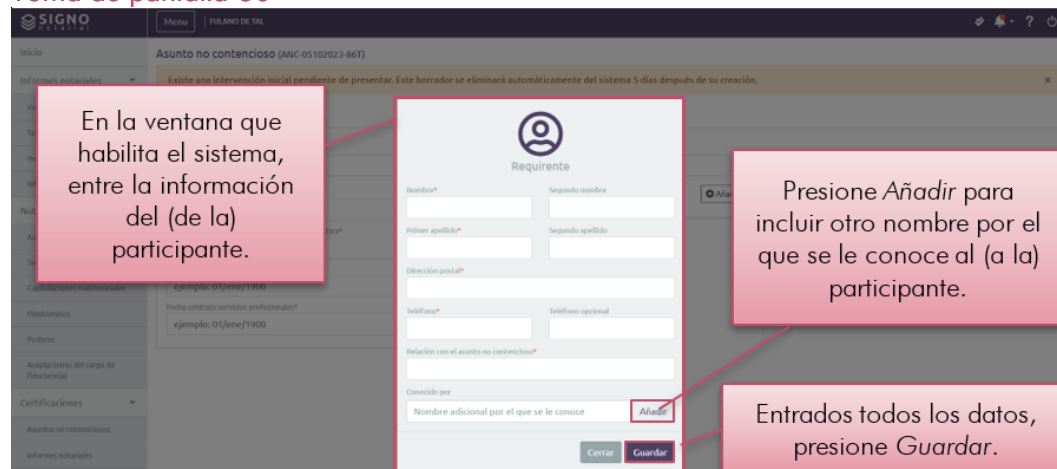 SIGNO
notarial
Menu | FULANO DE TAL
Inicio
Asunto no contencioso (ANC-05102023-86T)
Informes notariales
Existe una intervención inicial pendiente de presentar. Este borrador se eliminará automáticamente del sistema 5 días después de su creación.
En la ventana que
habilita el sistema,
entre la información
del (de la)
participante.
Requirente
Nombre*
Segundo nombre
Primer apellido*
Segundo apellido
Dirección postal*
Teléfono*
Teléfono opcional
Relación con el asunto no contencioso*
Conocido por
Nombre adicional por el que se le conoce
Añadir
Cerrar
Guardar
Presione Añadir para
incluir otro nombre por el
que se le conoce al (a la)
participante.
Entrados todos los datos,
presione Guardar.
Capitulaciones matrimoniales
ejemplo: 01/ene/1900
Fideicomisos
Fecha contrato servicios profesionales*
ejemplo: 01/ene/1900
Poderes
Aceptaciones del cargo de
fiduciario(a)
Certificaciones
Asuntos no contenciosos
Informes notariales